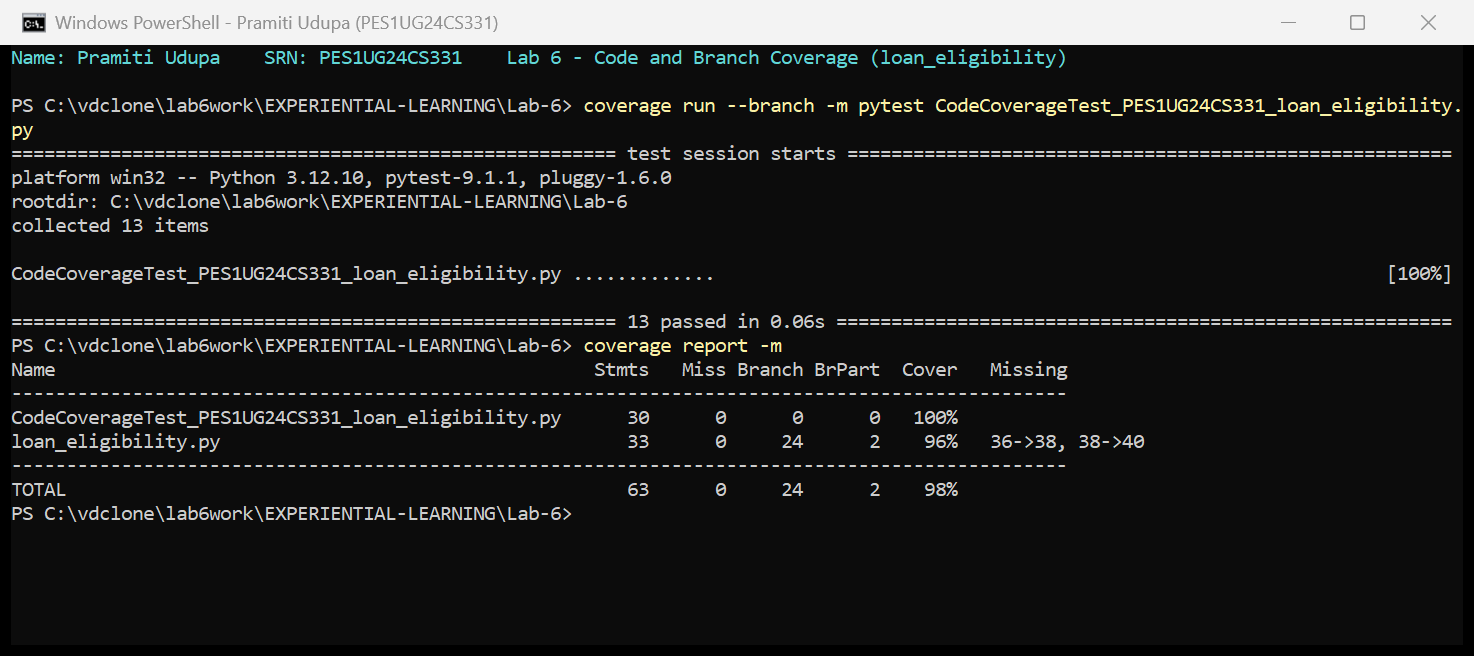 Windows PowerShell - Pramiti Udupa (PES1UG24CS331)
Name: Pramiti Udupa    SRN: PES1UG24CS331    Lab 6 - Code and Branch Coverage (loan_eligibility)
PS C:\vdclone\lab6work\EXPERIENTIAL-LEARNING\Lab-6> coverage run --branch -m pytest CodeCoverageTest_PES1UG24CS331_loan_eligibility.
py
======================================================= test session starts =======================================================
platform win32 -- Python 3.12.10, pytest-9.1.1, pluggy-1.6.0
rootdir: C:\vdclone\lab6work\EXPERIENTIAL-LEARNING\Lab-6
collected 13 items
CodeCoverageTest_PES1UG24CS331_loan_eligibility.py .............                                                             [100%]
======================================================= 13 passed in 0.06s ========================================================
PS C:\vdclone\lab6work\EXPERIENTIAL-LEARNING\Lab-6> coverage report -m
Name                                                 Stmts   Miss Branch BrPart  Cover   Missing
------------------------------------------------------------------------------------------------
CodeCoverageTest_PES1UG24CS331_loan_eligibility.py      30      0      0      0   100%
loan_eligibility.py                                     33      0     24      2    96%   36->38, 38->40
------------------------------------------------------------------------------------------------
TOTAL                                                   63      0     24      2    98%
PS C:\vdclone\lab6work\EXPERIENTIAL-LEARNING\Lab-6>